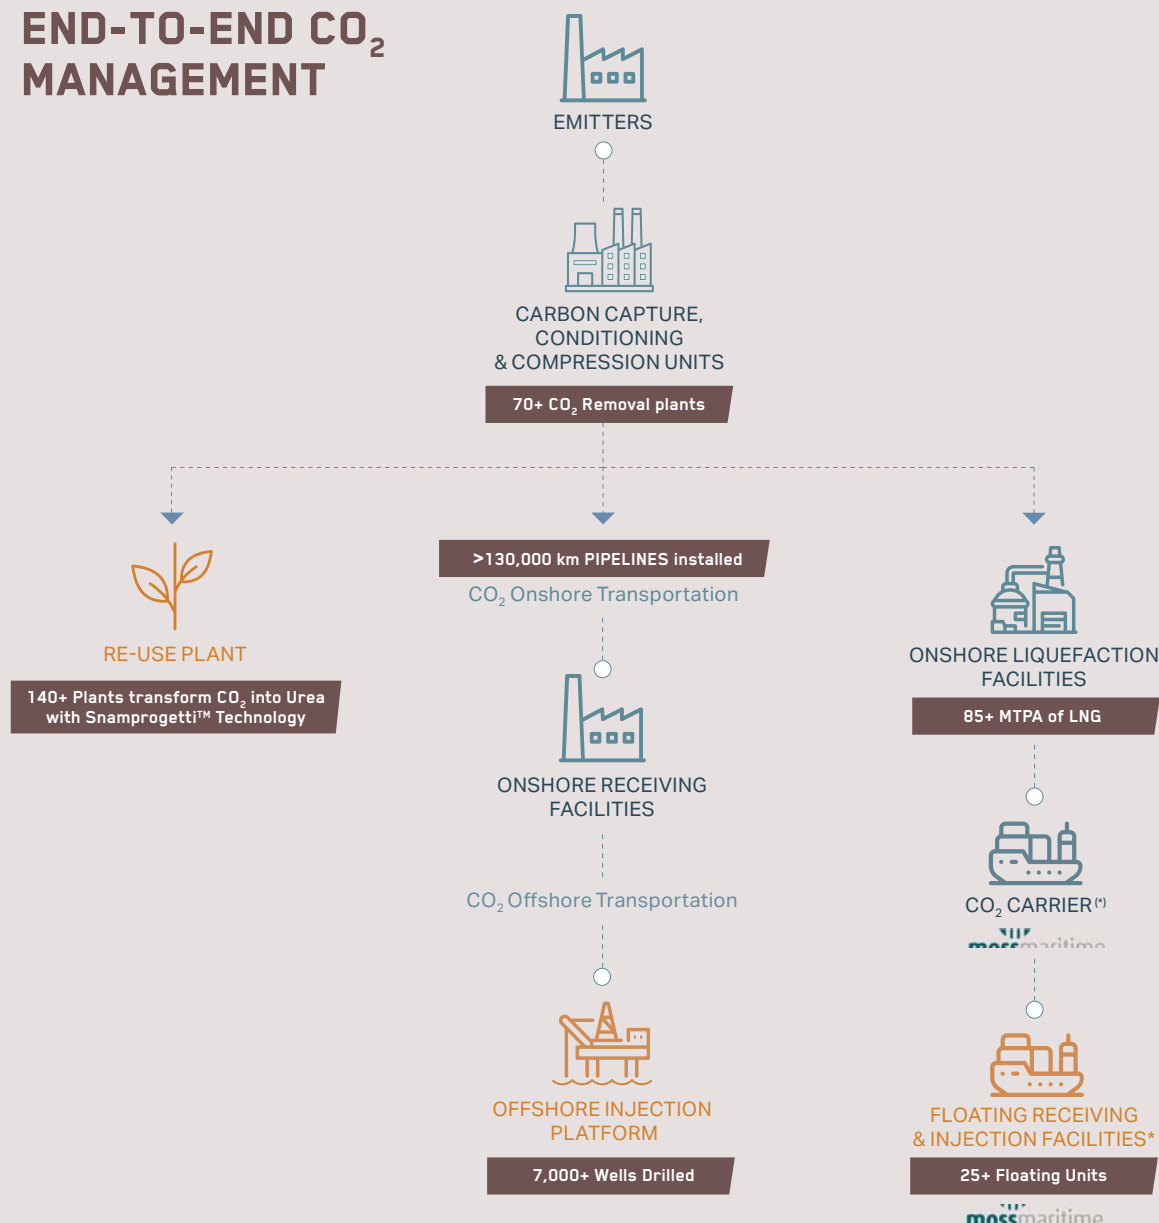 END-TO-END CO₂
MANAGEMENT
EMITTERS
CARBON CAPTURE,
CONDITIONING
& COMPRESSION UNITS
70+ CO₂ Removal plants
RE-USE PLANT
140+ Plants transform CO₂ into Urea
with Snamprogetti™ Technology
>130,000 km PIPELINES installed
CO₂ Onshore Transportation
ONSHORE RECEIVING
FACILITIES
CO₂ Offshore Transportation
OFFSHORE INJECTION
PLATFORM
7,000+ Wells Drilled
ONSHORE LIQUEFACTION
FACILITIES
85+ MTPA of LNG
CO₂ CARRIER(*)
mossmaritime
FLOATING RECEIVING
& INJECTION FACILITIES*
25+ Floating Units
mossmaritime